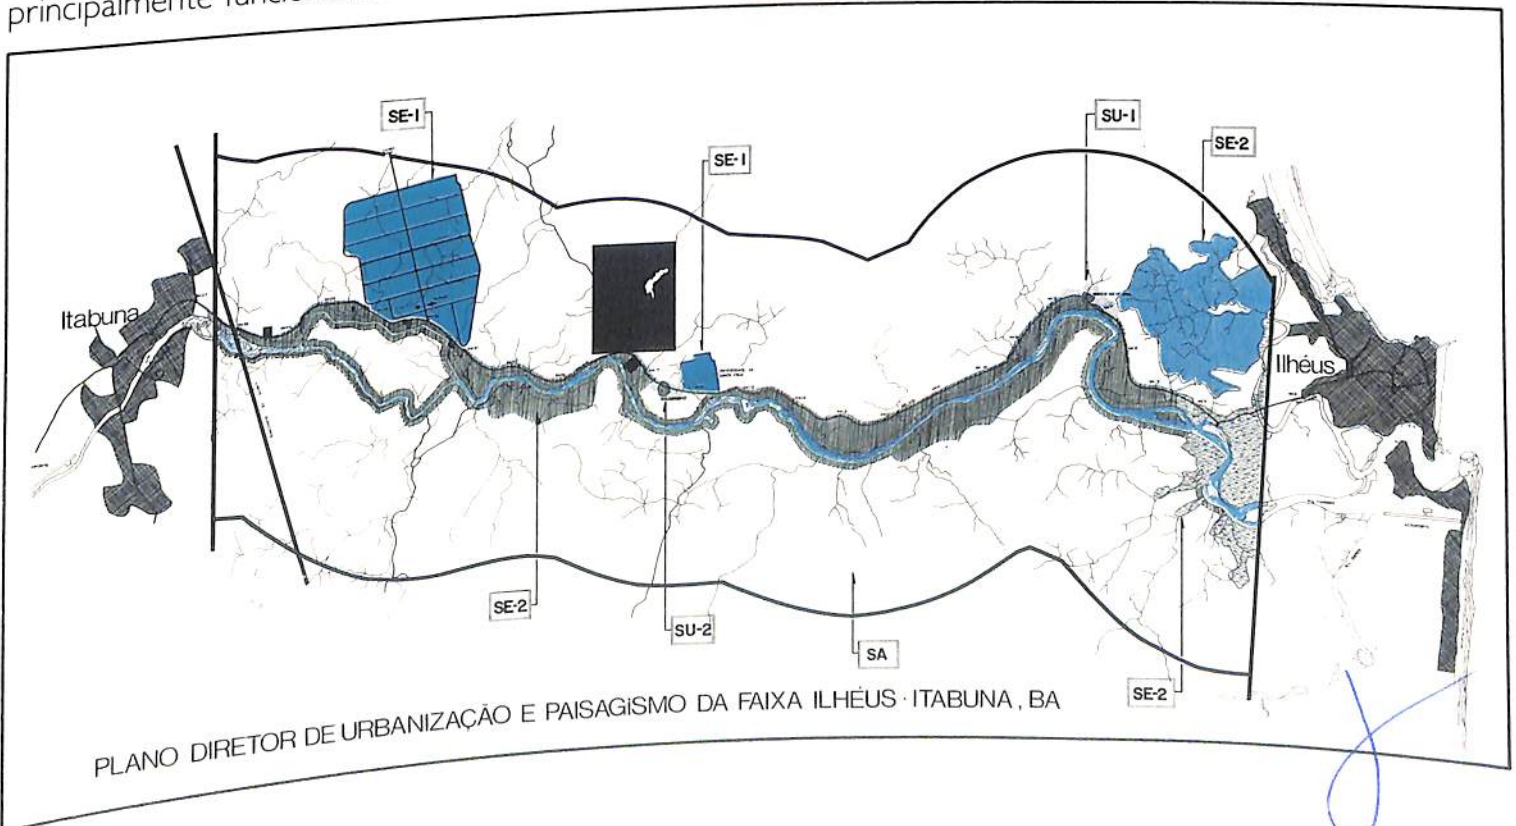 principalmente
SE-1
SU-1
SE-2
SE-1
Itabuna
Ilhéus
SE-2
SU-2
SA
SE-2
PLANO DIRETOR DE URBANIZAÇÃO E PAISAGISMO DA FAIXA ILHÉUS · ITABUNA, BA